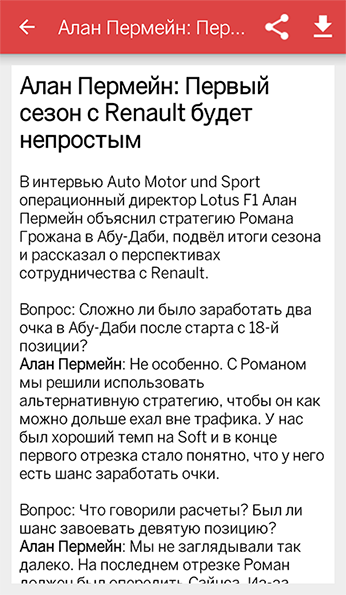 Алан Пермейн: Пер...
Алан Пермейн: Первый
сезон с Renault будет
непростым
В интервью Auto Motor und Sport
операционный директор Lotus F1 Алан
Пермейн объяснил стратегию Романа
Грожана в Абу-Даби, подвёл итоги сезона
и рассказал о перспективах
сотрудничества с Renault.
Вопрос: Сложно ли было заработать два
очка в Абу-Даби после старта с 18-й
позиции?
Алан Пермейн: Не особенно. С Романом
мы решили использовать
альтернативную стратегию, чтобы он как
можно дольше ехал вне трафика. У нас
был хороший темп на Soft и в конце
первого отрезка стало понятно, что у него
есть шанс заработать очки.
Вопрос: Что говорили расчеты? Был ли
шанс завоевать девятую позицию?
Алан Пермейн: Мы не заглядывали так
далеко. На последнем отрезке Роман
должен был опередить Сайнса. Из-за